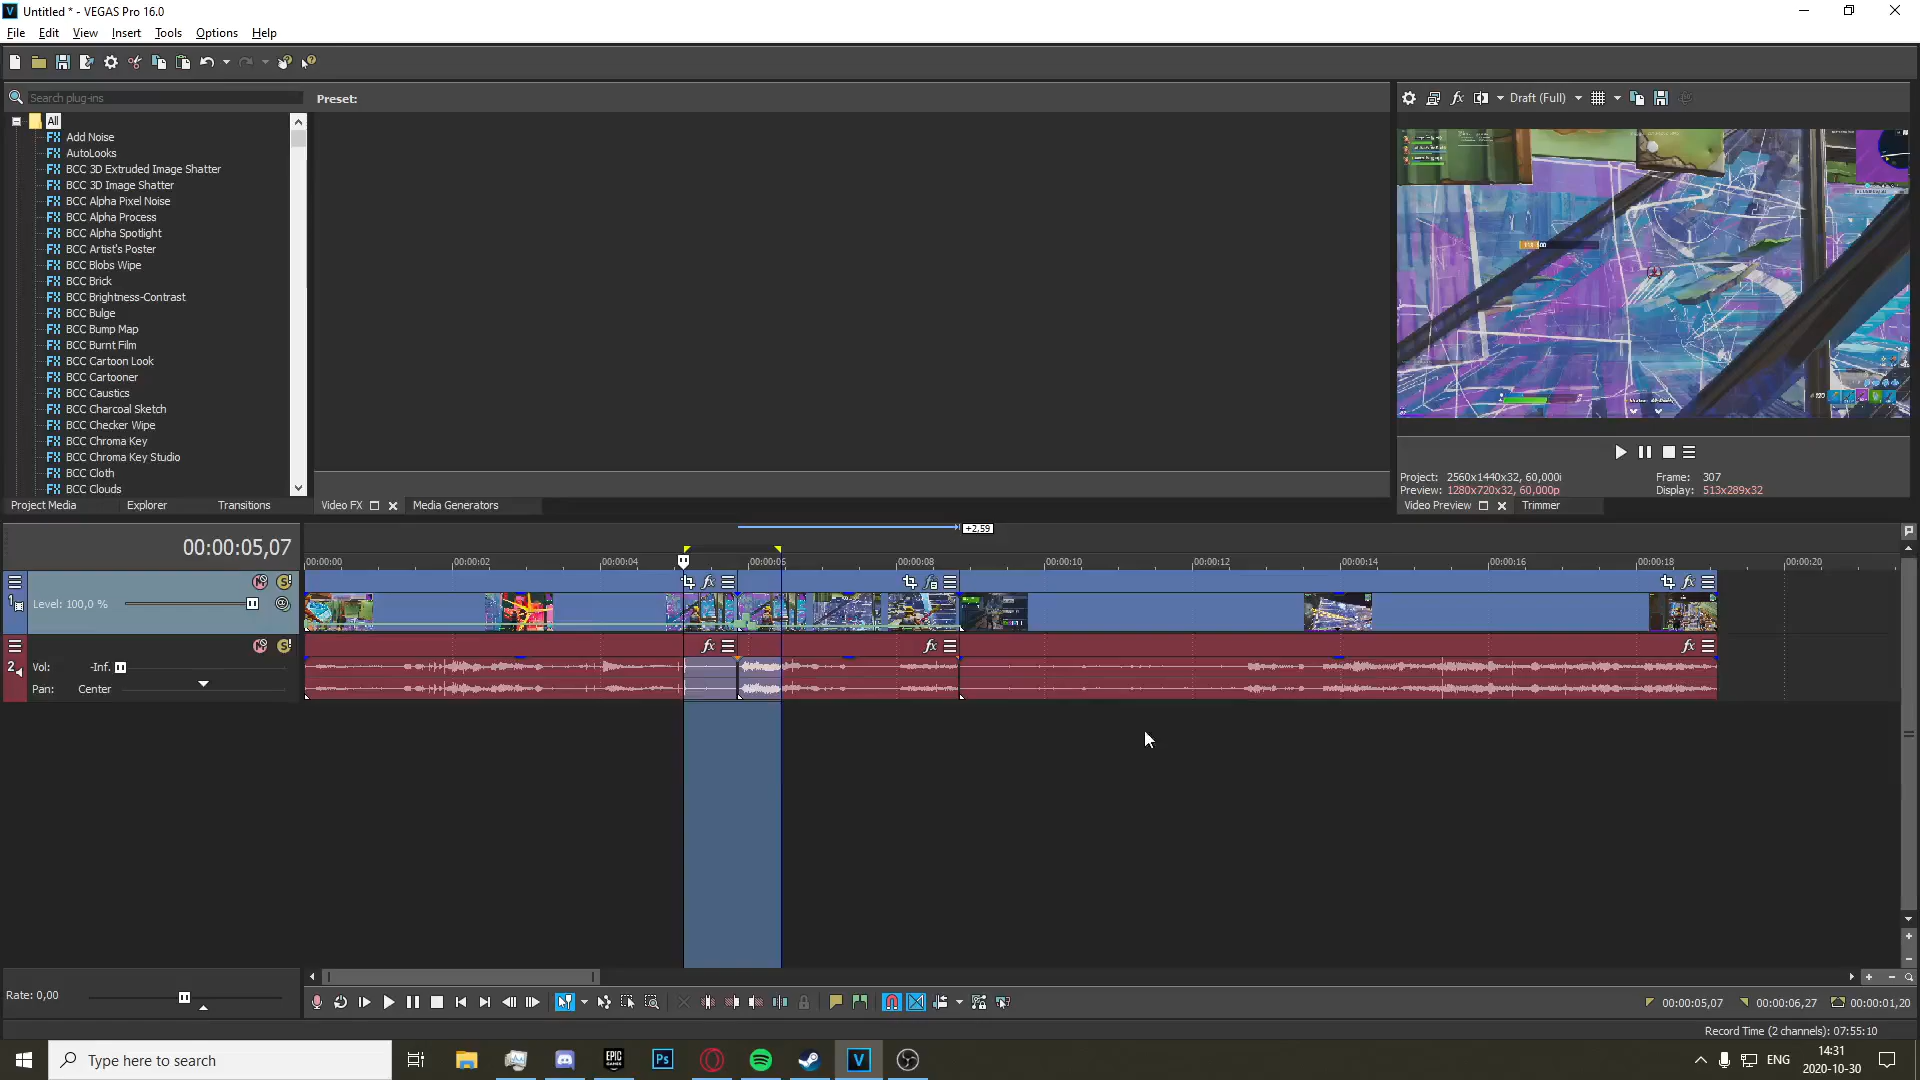 Untitled * - VEGAS Pro 16.0
File Edit View Insert Tools Options Help
Search plug-ins
Preset:
Draft (Full)
All
Add Noise
AutoLooks
BCC 3D Extruded Image Shatter
BCC 3D Image Shatter
BCC Alpha Pixel Noise
BCC Alpha Process
BCC Alpha Spotlight
BCC Artist's Poster
BCC Blobs Wipe
BCC Brick
BCC Brightness-Contrast
BCC Bulge
BCC Bump Map
BCC Burnt Film
BCC Cartoon Look
BCC Cartooner
BCC Caustics
BCC Charcoal Sketch
BCC Checker Wipe
BCC Chroma Key
BCC Chroma Key Studio
BCC Cloth
BCC Clouds
Project: 2560x1440x32, 60,000i Frame: 307
Preview: 1280x720x32, 60,000p Display: 513x289x32
Project Media Explorer Transitions Video FX Media Generators Video Preview Trimmer
+2,59
00:00:05,07
00:00:00 00:00:02 00:00:04 00:00:06 00:00:08 00:00:10 00:00:12 00:00:14 00:00:16 00:00:18 00:00:20
1
Level: 100,0 %
2
Vol: -Inf.
Pan: Center
Rate: 0,00
00:00:05,07 00:00:06,27 00:00:01,20
Record Time (2 channels): 07:55:10
Type here to search
EPIC GAMES
Ps
V
ENG
14:31
2020-10-30